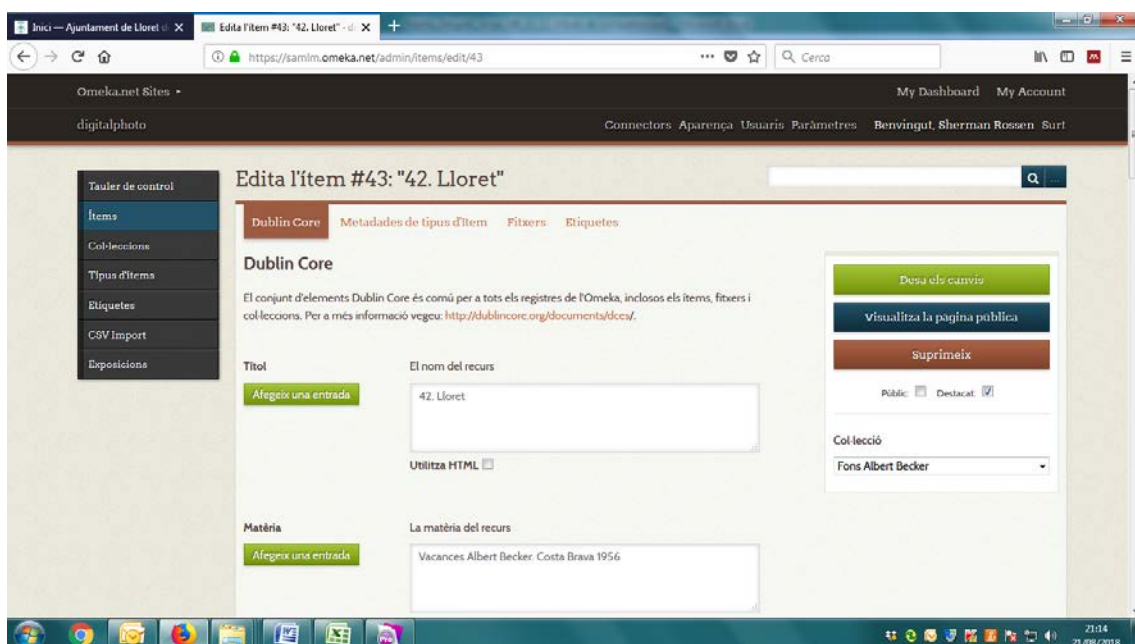 Inici — Ajuntament de Lloret d
Edita l'ítem #43: "42. Lloret" - di
https://samlm.omeka.net/admin/items/edit/43
Cerca
Omeka.net Sites
My Dashboard My Account
digitalphoto
Connectors Aparença Usuaris Paràmetres Benvingut, Sherman Rossen Surt
Tauler de control
Ítems
Col·leccions
Tipus d'ítems
Etiquetes
CSV Import
Exposicions
Edita l'ítem #43: "42. Lloret"
...
Dublin Core Metadades de tipus d'Ítem Fitxers Etiquetes
Dublin Core
El conjunt d'elements Dublin Core és comú per a tots els registres de l'Omeka, inclosos els ítems, fitxers i
col·leccions. Per a més informació vegeu: http://dublincore.org/documents/dces/.
Títol
El nom del recurs
Afegeix una entrada
42. Lloret
Utilitza HTML
Matèria
La matèria del recurs
Afegeix una entrada
Vacances Albert Becker. Costa Brava 1956
Desa els canvis
Visualitza la pàgina pública
Suprimeix
Públic: Destacat:
Col·lecció
Fons Albert Becker
21:14
21/08/2018